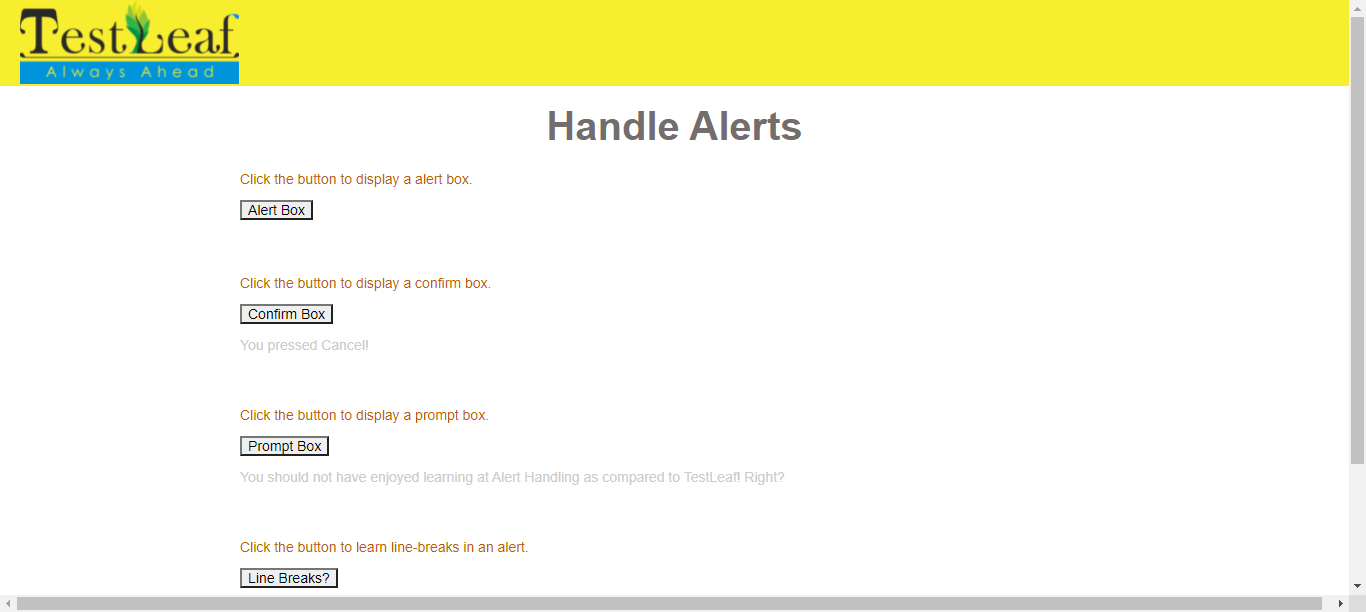 TestLeaf
Always Ahead
Handle Alerts
Click the button to display a alert box.
Alert Box
Click the button to display a confirm box.
Confirm Box
You pressed Cancel!
Click the button to display a prompt box.
Prompt Box
You should not have enjoyed learning at Alert Handling as compared to TestLeaf! Right?
Click the button to learn line-breaks in an alert.
Line Breaks?